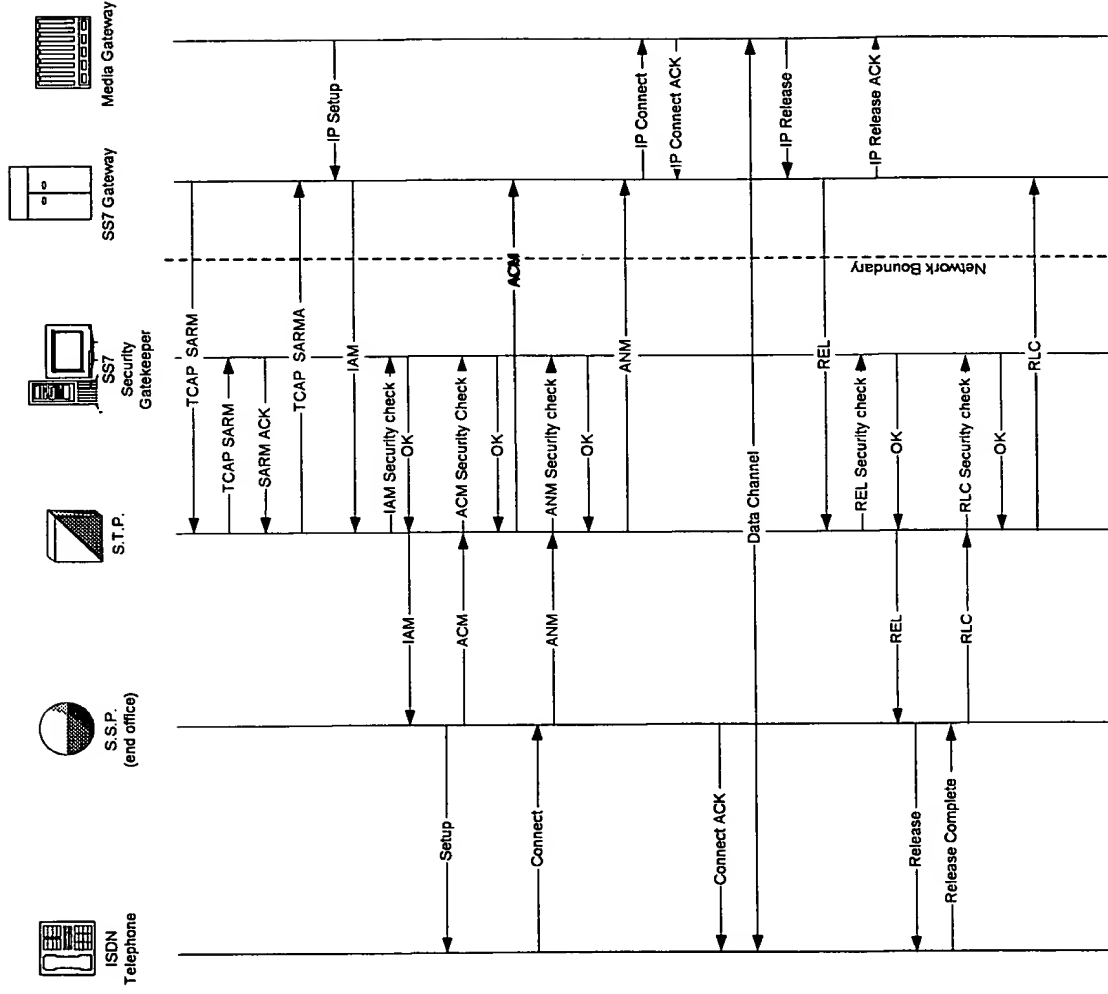 ISDN
Telephone
S.S.P.
(end office)
S.T.P.
SS7
Security
Gatekeeper
SS7 Gateway
Media Gateway
TCAP SARM
TCAP SARM
SARM ACK
TCAP SARMA
IP Setup
IAM
IAM Security check
OK
IAM
Setup
ACM
ACM Security Check
OK
ACM
Connect
ANM
ANM Security check
OK
ANM
IP Connect
IP Connect ACK
Connect ACK
Data Channel
IP Release
REL
REL Security check
OK
REL
IP Release ACK
Release
Release Complete
RLC
RLC Security check
OK
RLC
Network Boundary